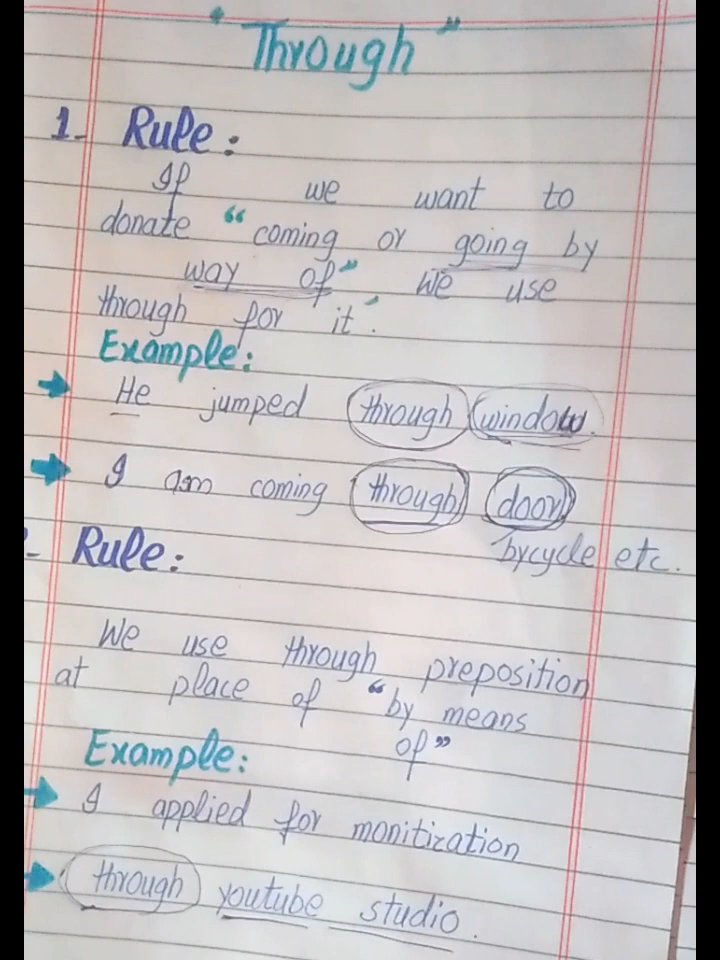 "Through"
1- Rule:
If we want to
donate "coming or going by
way of" we use
through for it'.
Example:
He jumped through window.
I am coming through door
bycycle etc.
- Rule:
We use through preposition
at place of "by means
of"
Example:
I applied for monitization
through youtube studio.